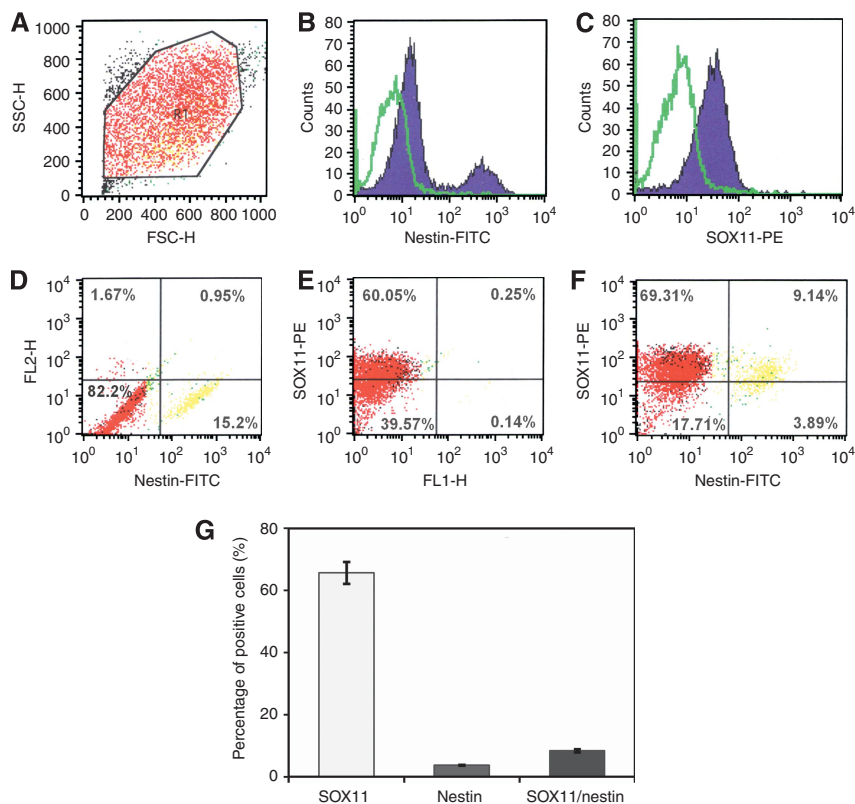 A
SSC-H
1000
800
600
400
200
0
R1
0 200 400 600 800 1000
FSC-H
B
Counts
80
70
60
50
40
30
20
10
0
10^0 10^1 10^2 10^3 10^4
Nestin-FITC
C
Counts
80
70
60
50
40
30
20
10
0
10^0 10^1 10^2 10^3 10^4
SOX11-PE
D
FL2-H
10^4
10^3
10^2
10^1
10^0
1.67% 0.95%
82.2%
15.2%
10^0 10^1 10^2 10^3 10^4
Nestin-FITC
E
SOX11-PE
10^4
10^3
10^2
10^1
10^0
60.05% 0.25%
39.57% 0.14%
10^0 10^1 10^2 10^3 10^4
FL1-H
F
SOX11-PE
10^4
10^3
10^2
10^1
10^0
69.31% 9.14%
17.71% 3.89%
10^0 10^1 10^2 10^3 10^4
Nestin-FITC
G
Percentage of positive cells (%)
80
60
40
20
0
SOX11 Nestin SOX11/nestin